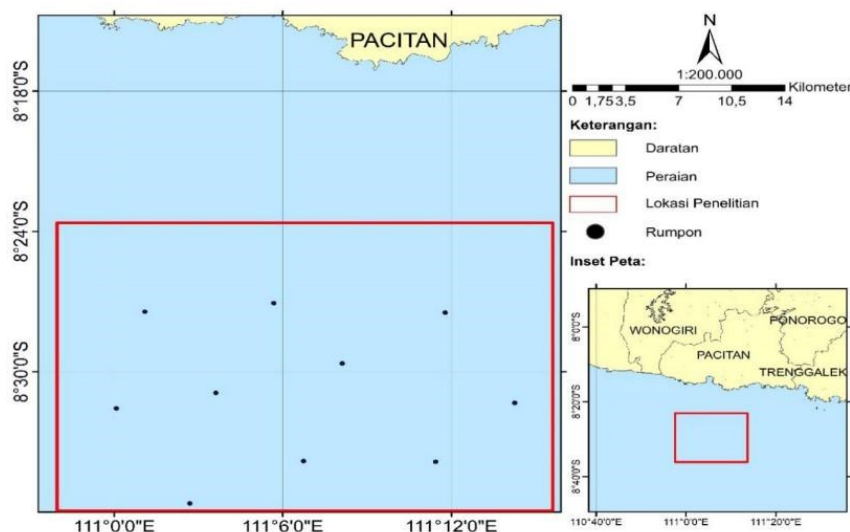 PACITAN
8°18'0"S
8°24'0"S
8°30'0"S
111°0'0"E
111°6'0"E
111°12'0"E
N
1:200.000
Kilometer
0 1,75 3,5 7 10,5 14
Keterangan:
Daratan
Peraian
Lokasi Penelitian
Rumpon
Inset Peta:
WONOGIRI
PONOROGO
PACITAN
TRENGGALEK
8°0'0"S
8°20'0"S
8°40'0"S
110°40'0"E
111°0'0"E
111°20'0"E